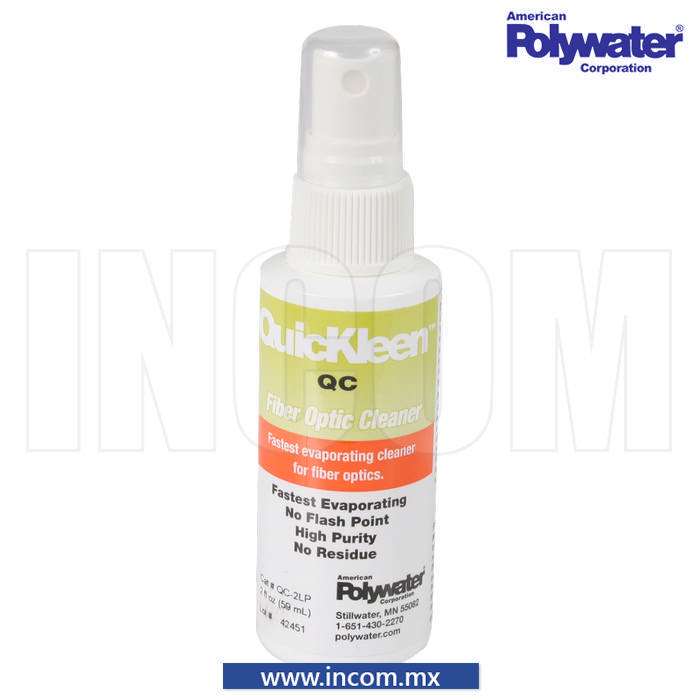 American
Polywater®
Corporation
INCOM
QuicKleen™
QC
Fiber Optic Cleaner
Fastest evaporating cleaner
for fiber optics.
Fastest Evaporating
No Flash Point
High Purity
No Residue
Cat # QC-2LP
2 fl oz (59 mL)
Lot # 42451
American
Polywater®
Corporation
Stillwater, MN 55082
1-651-430-2270
polywater.com
www.incom.mx